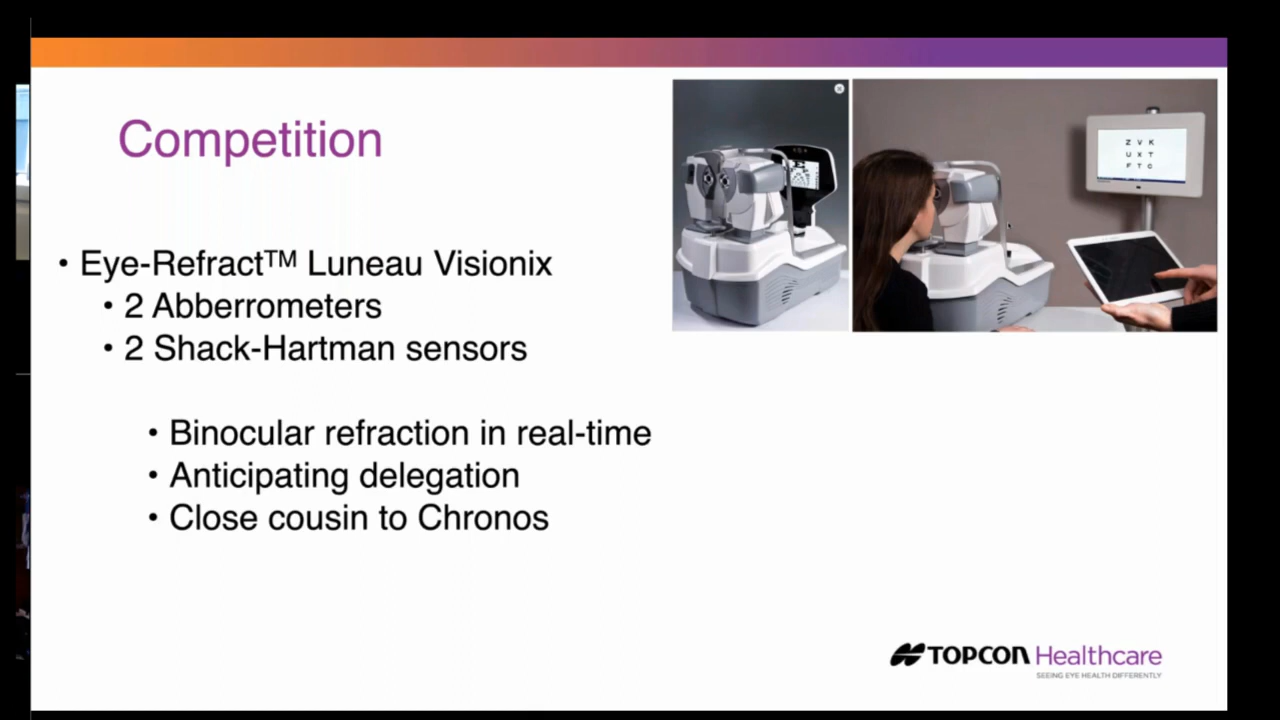 Competition
• Eye-Refract™ Luneau Visionix
• 2 Abberrometers
• 2 Shack-Hartman sensors
• Binocular refraction in real-time
• Anticipating delegation
• Close cousin to Chronos
Z V K
U X T
F T C
TOPCON Healthcare
SEEING EYE HEALTH DIFFERENTLY